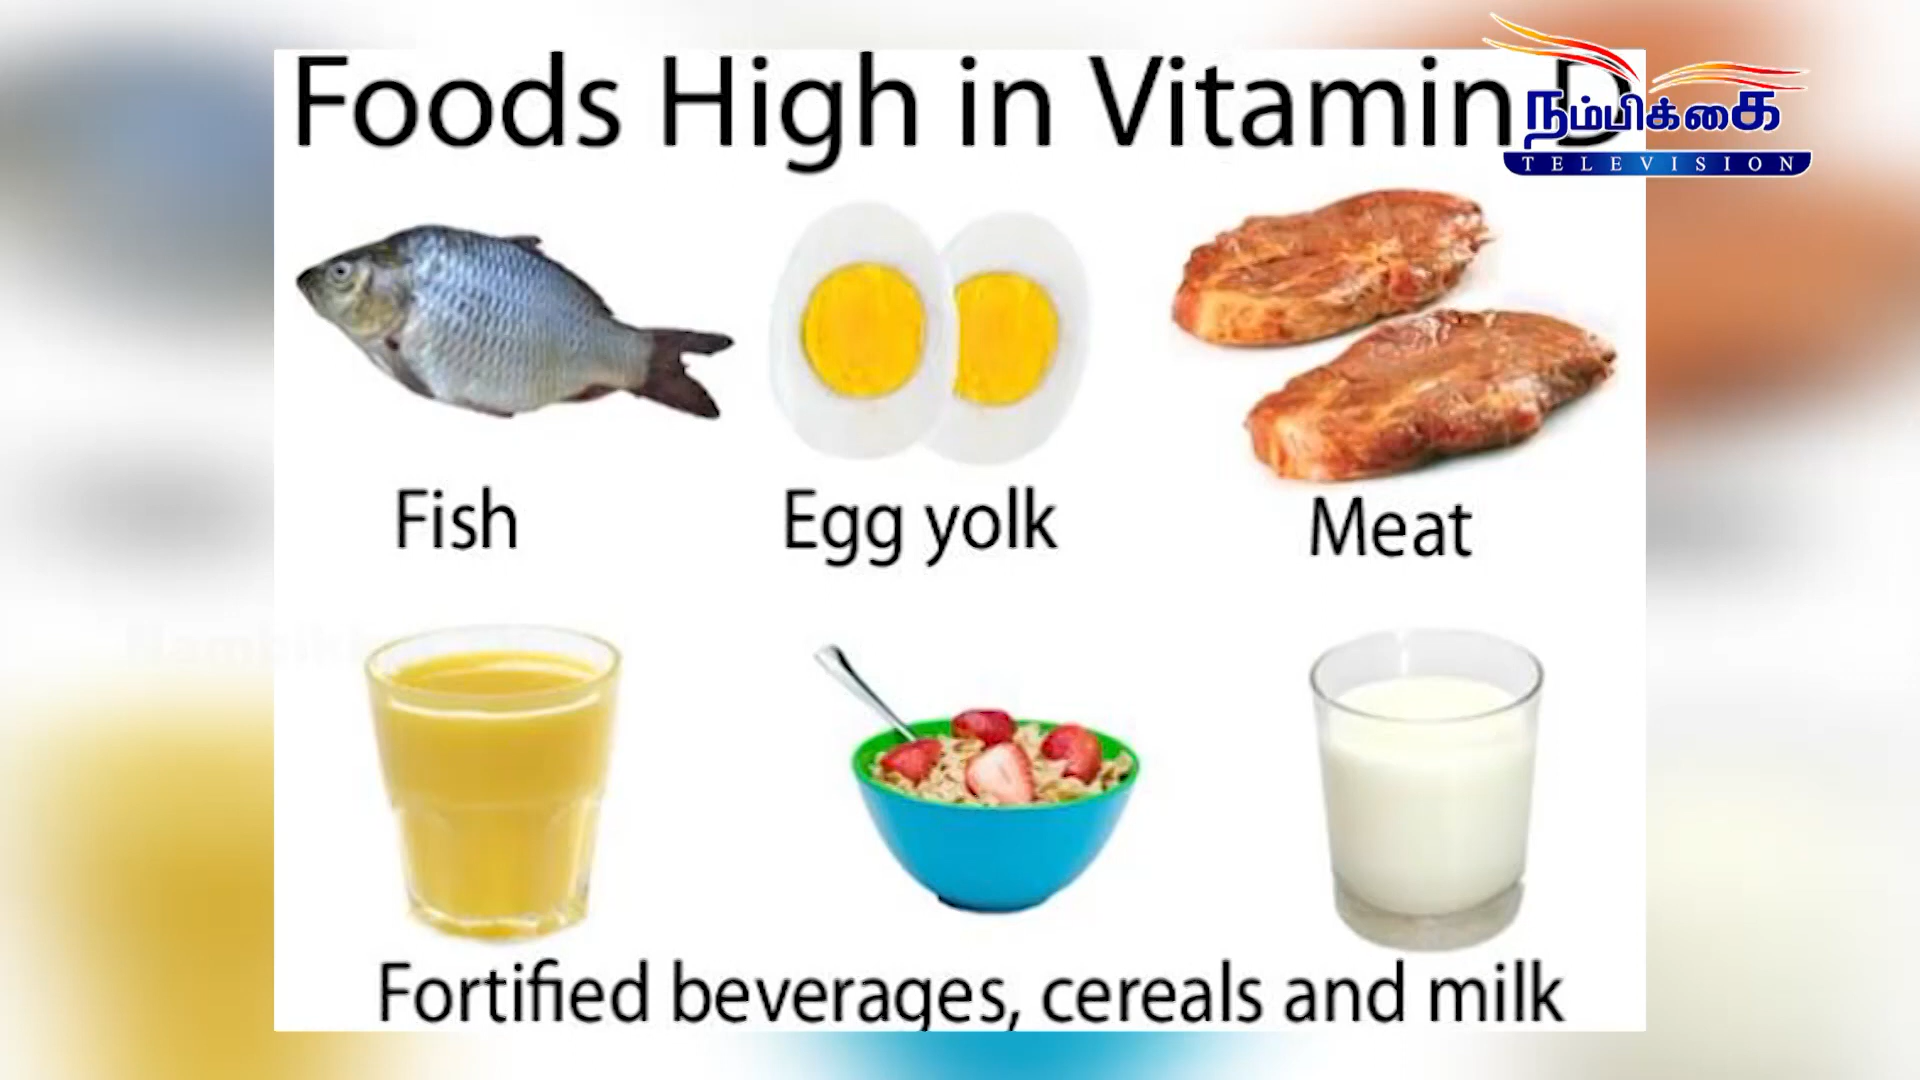 Foods High in Vitamin D
நம்பிக்கை
TELEVISION
Fish
Egg yolk
Meat
Fortified beverages, cereals and milk